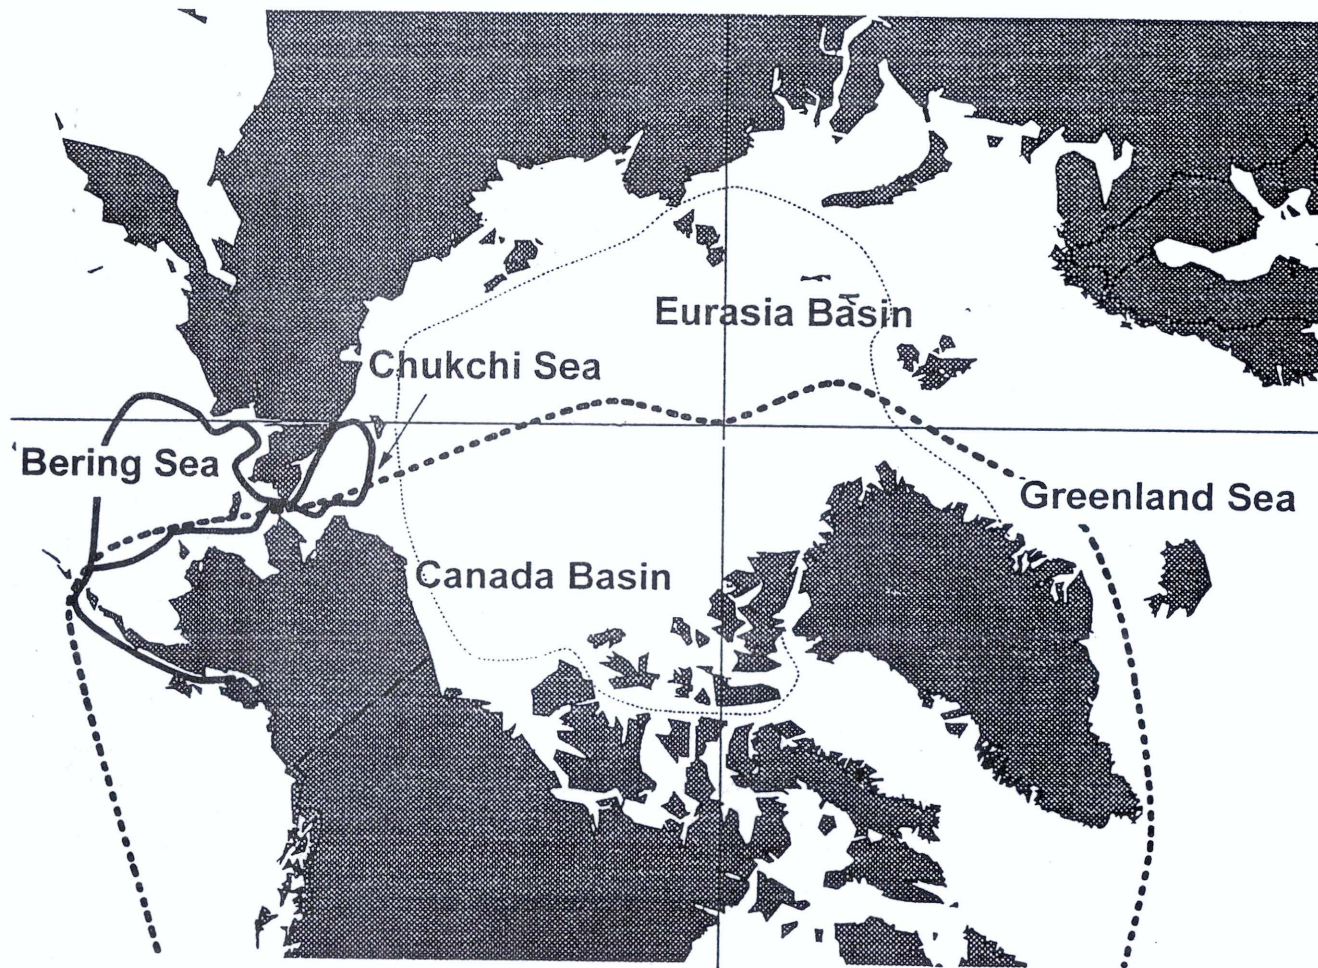 Eurasia Basin
Chukchi Sea
Bering Sea
Greenland Sea
Canada Basin